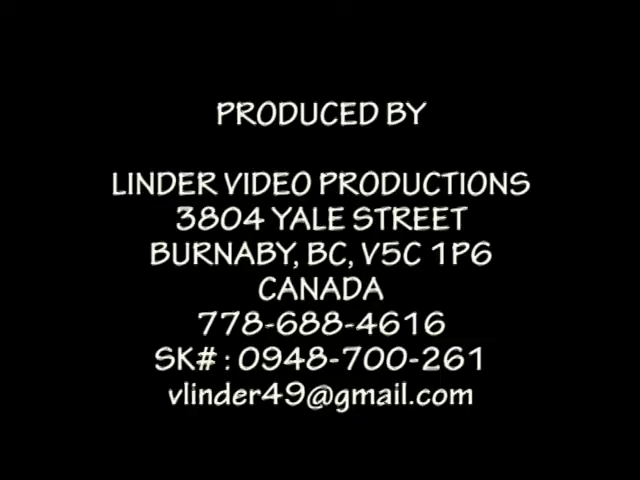 PRODUCED BY
LINDER VIDEO PRODUCTIONS
3804 YALE STREET
BURNABY, BC, V5C 1P6
CANADA
778-688-4616
SK# : 0948-700-261
vlinder49@gmail.com